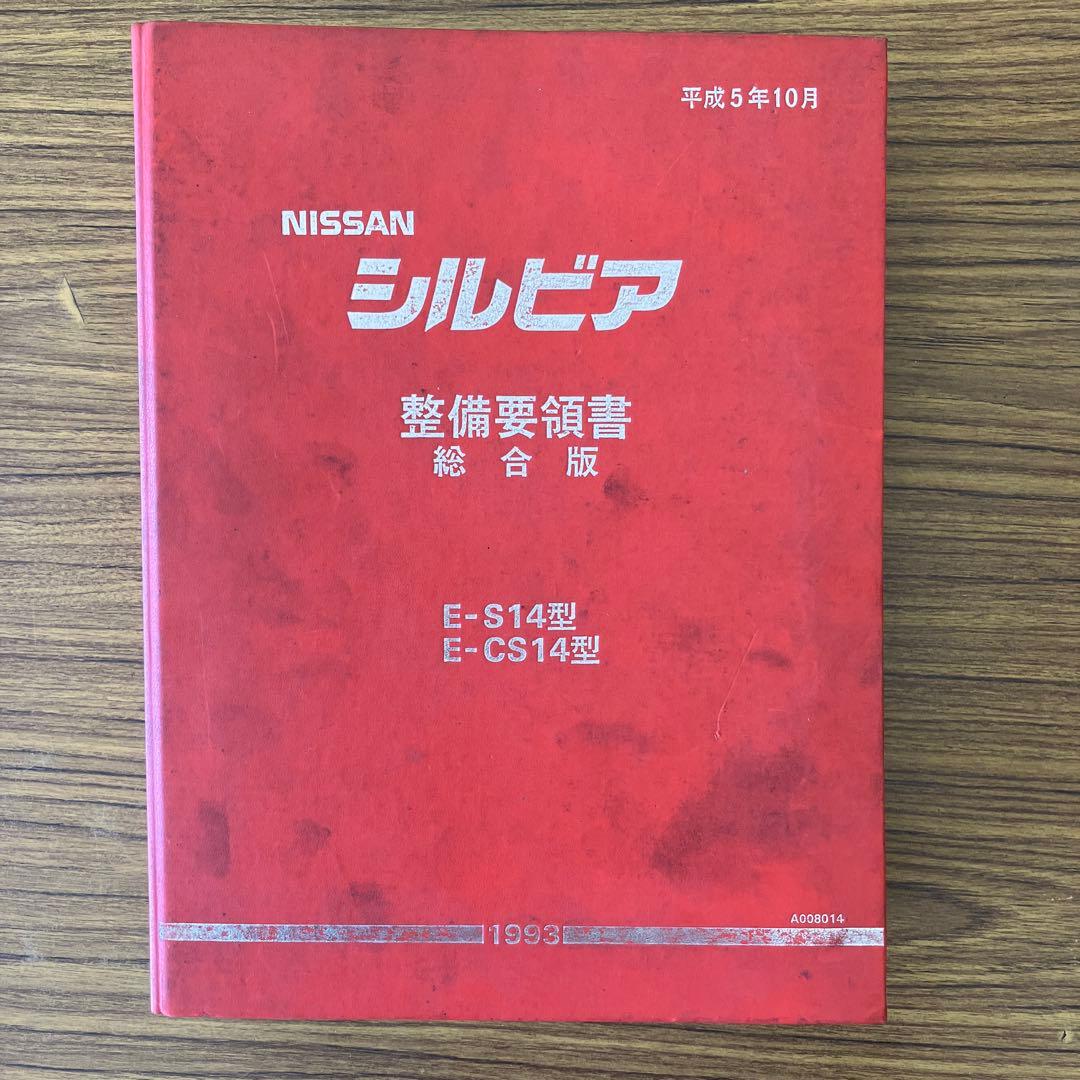 平成5年10月
NISSAN
シルビア
整備要領書
総合版
E-S14型
E-CS14型
A008014
1993